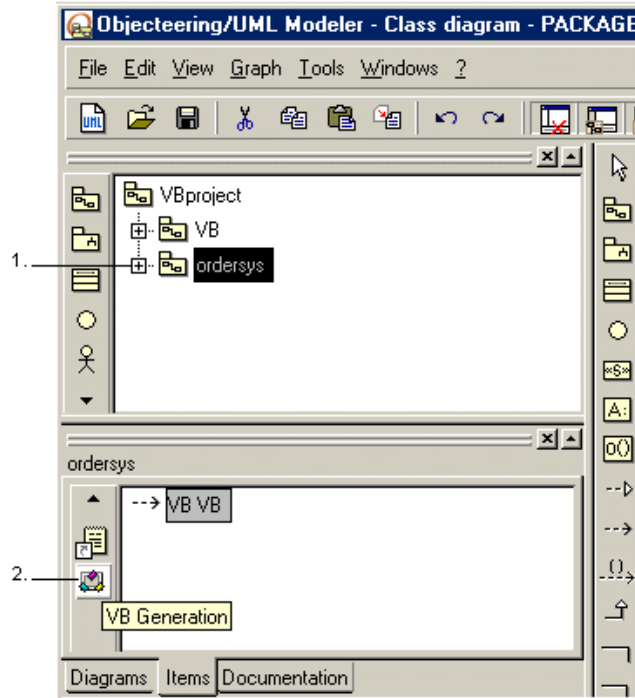 Objecteering/UML Modeler - Class diagram - PACKAGE
File Edit View Graph Tools Windows ?
UML
VBproject
VB
1.
ordersys
«S»
A:
o()
ordersys
VB VB
()
2.
VB Generation
Diagrams Items Documentation